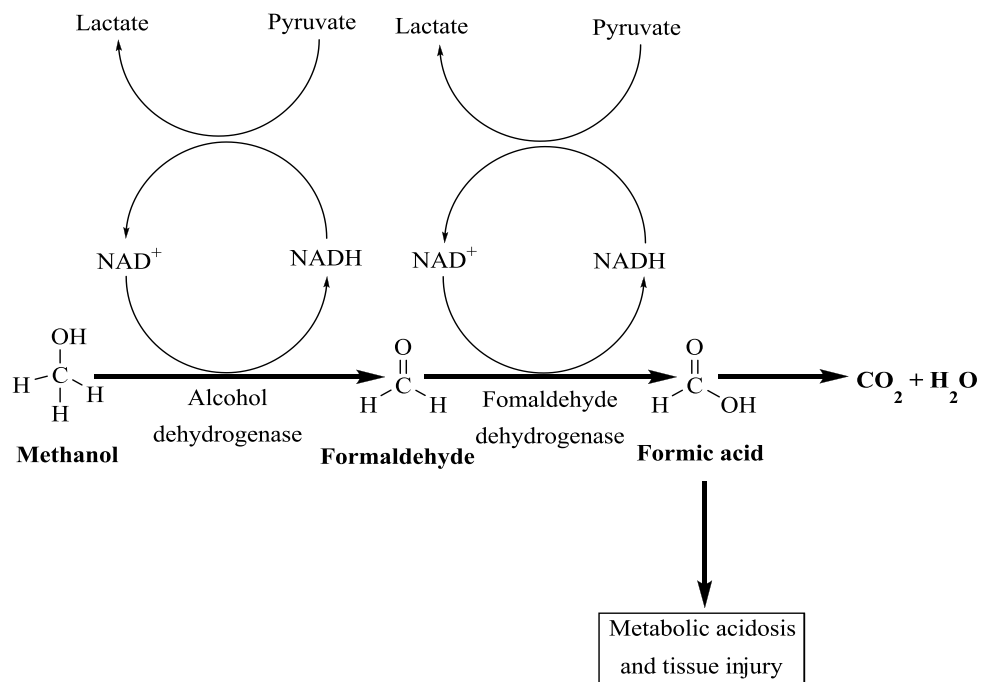 Lactate Pyruvate Lactate Pyruvate
NAD+ NADH NAD+ NADH
OH O O
H C H H C H H C OH CO2 + H2O
H
Alcohol Fomaldehyde
dehydrogenase dehydrogenase
Methanol Formaldehyde Formic acid
Metabolic acidosis
and tissue injury